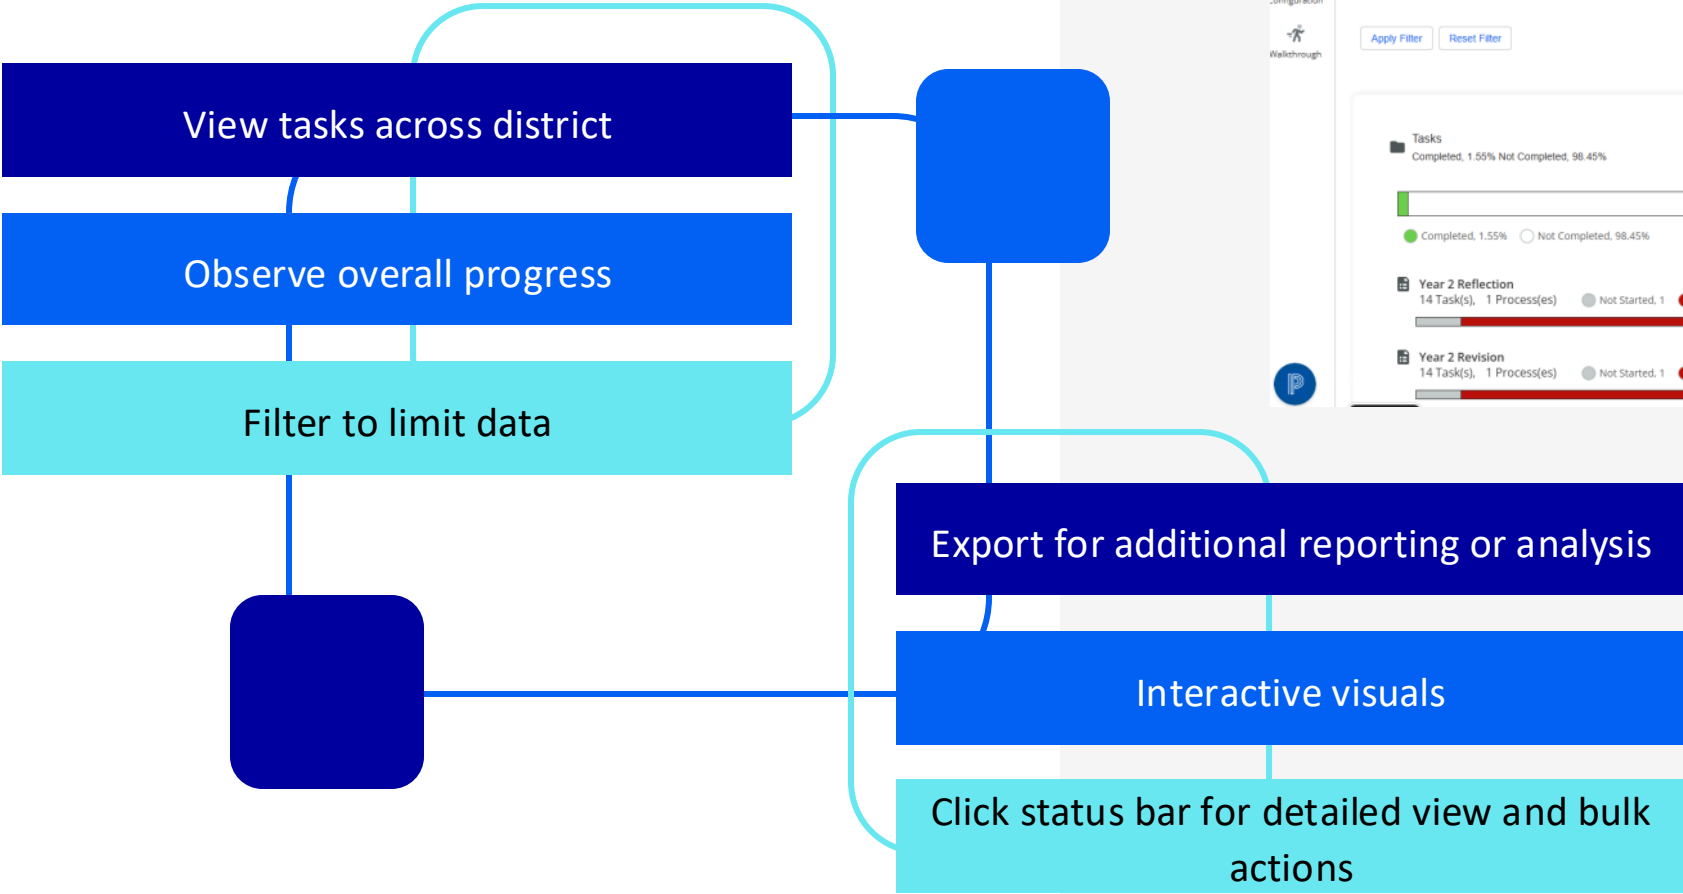 View tasks across district
Observe overall progress
Filter to limit data
Configuration
Walkthrough
Apply Filter Reset Filter
Tasks
Completed, 1.55% Not Completed, 98.45%
Completed, 1.55% Not Completed, 98.45%
Year 2 Reflection
14 Task(s), 1 Process(es) Not Started, 1
Year 2 Revision
14 Task(s), 1 Process(es) Not Started, 1
Export for additional reporting or analysis
Interactive visuals
Click status bar for detailed view and bulk
actions